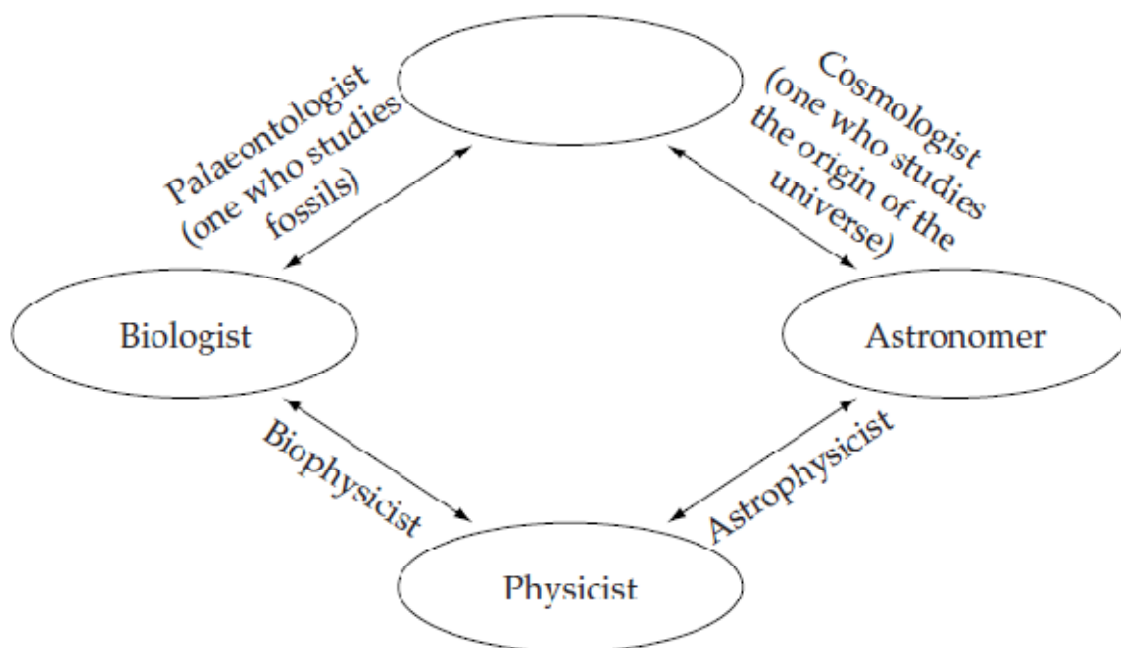 Palaeontologist
(one who studies
fossils)
Cosmologist
(one who studies
the origin of the
universe)
Biologist
Astronomer
Biophysicist
Astrophysicist
Physicist